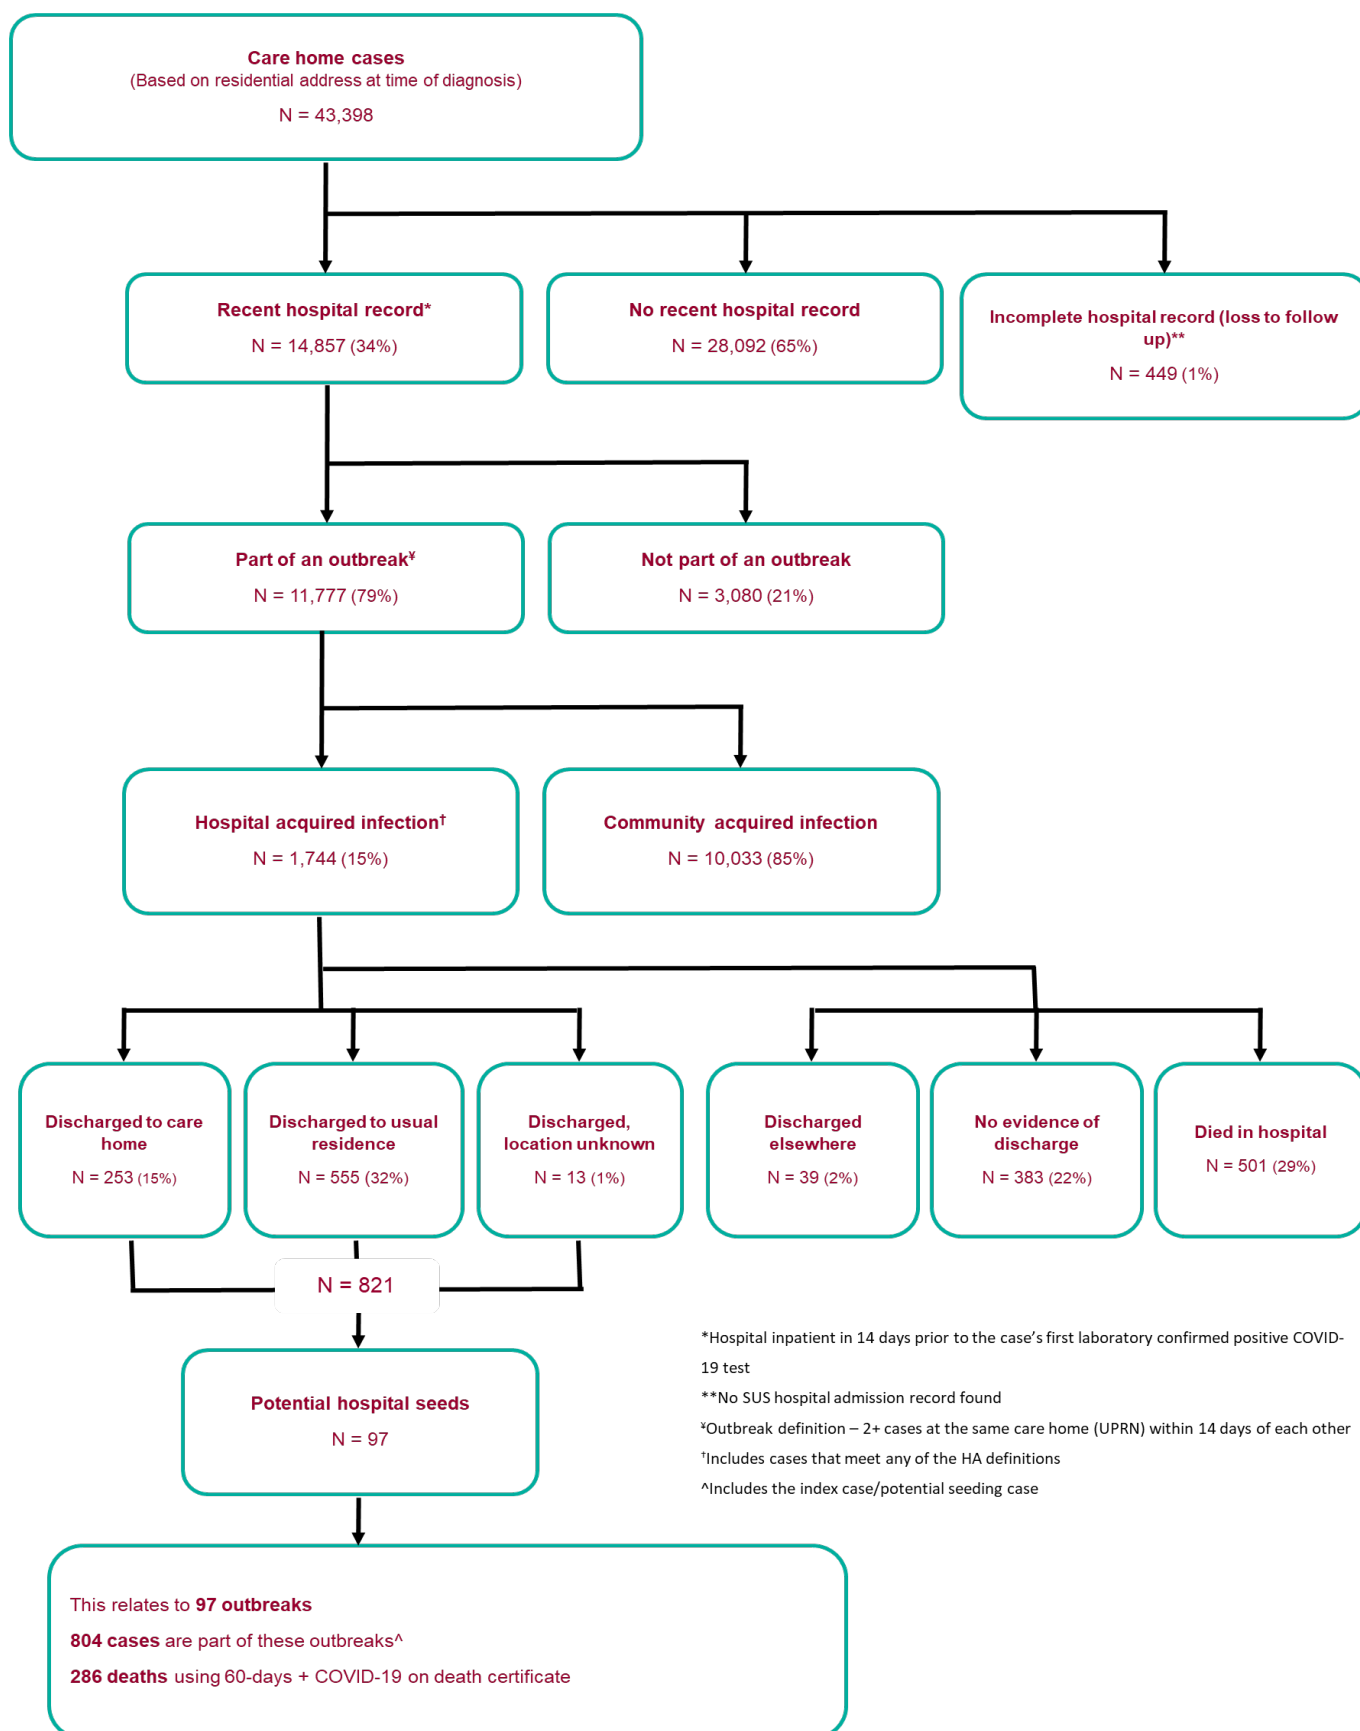 Care home cases
(Based on residential address at time of diagnosis)
N = 43,398
Recent hospital record*
N = 14,857 (34%)
No recent hospital record
N = 28,092 (65%)
Incomplete hospital record (loss to follow
up)**
N = 449 (1%)
Part of an outbreak¥
N = 11,777 (79%)
Not part of an outbreak
N = 3,080 (21%)
Hospital acquired infection†
N = 1,744 (15%)
Community acquired infection
N = 10,033 (85%)
Discharged to care
home
N = 253 (15%)
Discharged to usual
residence
N = 555 (32%)
Discharged,
location unknown
N = 13 (1%)
Discharged
elsewhere
N = 39 (2%)
No evidence of
discharge
N = 383 (22%)
Died in hospital
N = 501 (29%)
N = 821
Potential hospital seeds
N = 97
*Hospital inpatient in 14 days prior to the case’s first laboratory confirmed positive COVID-
19 test
**No SUS hospital admission record found
¥Outbreak definition – 2+ cases at the same care home (UPRN) within 14 days of each other
†Includes cases that meet any of the HA definitions
^Includes the index case/potential seeding case
This relates to 97 outbreaks
804 cases are part of these outbreaks^
286 deaths using 60-days + COVID-19 on death certificate